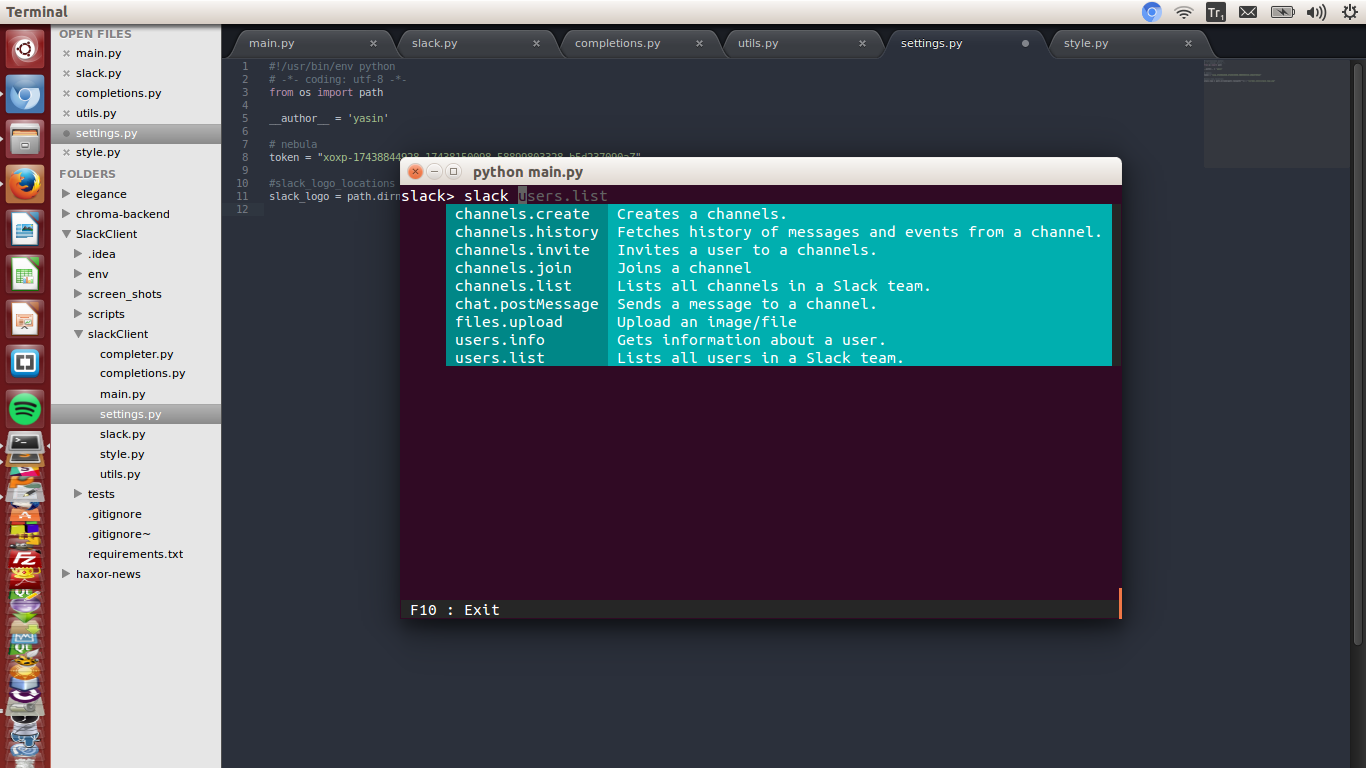 Terminal
Tr1
OPEN FILES
main.py
slack.py
completions.py
utils.py
settings.py
style.py
FOLDERS
elegance
chroma-backend
SlackClient
.idea
env
screen_shots
scripts
slackClient
completer.py
completions.py
main.py
settings.py
slack.py
style.py
utils.py
tests
.gitignore
.gitignore~
requirements.txt
haxor-news
main.py
slack.py
completions.py
utils.py
settings.py
style.py
1 #!/usr/bin/env python
2 # -*- coding: utf-8 -*-
3 from os import path
4
5 __author__ = 'yasin'
6
7 # nebula
8 token =
9
10 #slack_logo_locations
11 slack_logo = path.dirn
12
python main.py
slack> slack users.list
channels.create Creates a channels.
channels.history Fetches history of messages and events from a channel.
channels.invite Invites a user to a channels.
channels.join Joins a channel
channels.list Lists all channels in a Slack team.
chat.postMessage Sends a message to a channel.
files.upload Upload an image/file
users.info Gets information about a user.
users.list Lists all users in a Slack team.
F10 : Exit